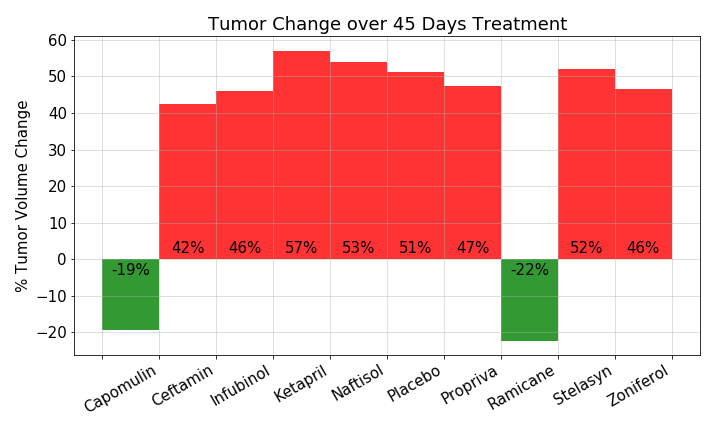 Tumor Change over 45 Days Treatment
% Tumor Volume Change
60
50
40
30
20
10
0
−10
−20
-19%
42%
46%
57%
53%
51%
47%
-22%
52%
46%
Capomulin
Ceftamin
Infubinol
Ketapril
Naftisol
Placebo
Propriva
Ramicane
Stelasyn
Zoniferol